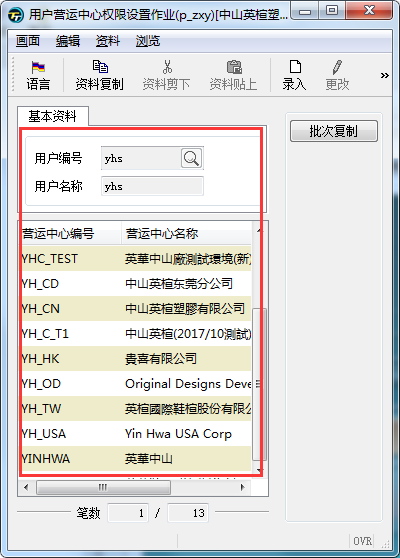 用户营运中心权限设置作业(p_zxy)[中山英楦塑...
画面 编辑 资料 浏览
语言 资料复制 资料剪下 资料贴上 录入 更改 »
基本资料
批次复制
用户编号 yhs
用户名称 yhs
营运中心编号 营运中心名称
YHC_TEST 英華中山廠測試環境(新)
YH_CD 中山英楦东莞分公司
YH_CN 中山英楦塑膠有限公司
YH_C_T1 中山英楦(2017/10測試)
YH_HK 貴喜有限公司
YH_OD Original Designs Deve
YH_TW 英楦國際鞋楦股份有限公
YH_USA Yin Hwa USA Corp
YINHWA 英華中山
笔数 1 / 13
OVR